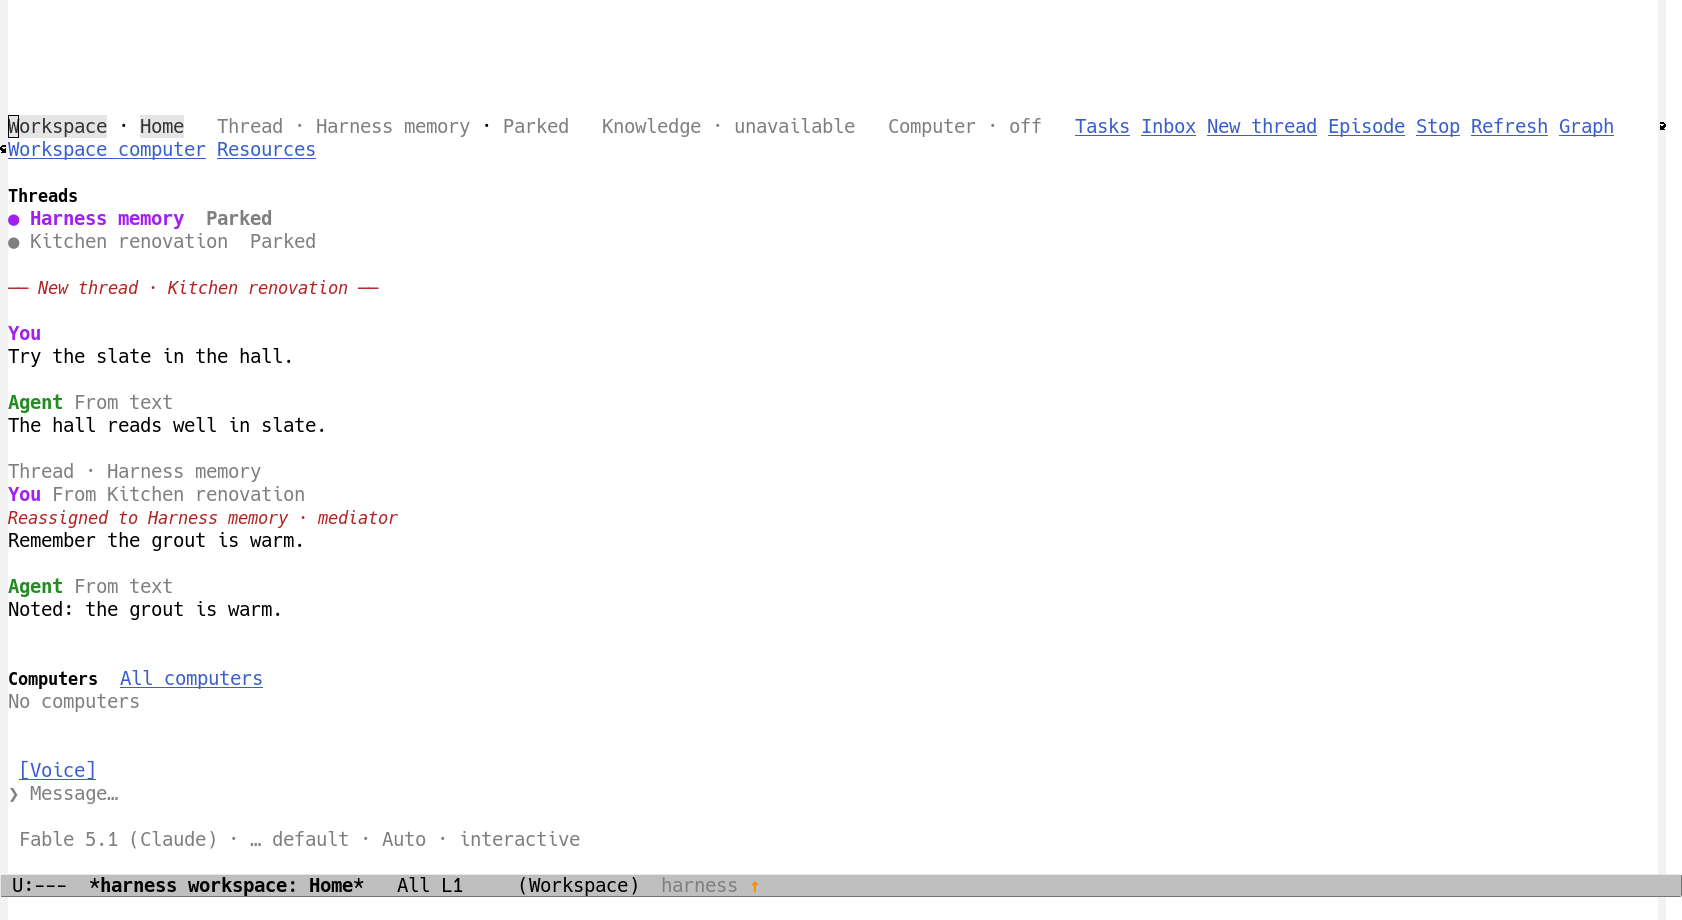 Workspace · Home   Thread · Harness memory · Parked   Knowledge · unavailable   Computer · off   Tasks Inbox New thread Episode Stop Refresh Graph
Workspace computer Resources
Threads
● Harness memory  Parked
● Kitchen renovation  Parked
—— New thread · Kitchen renovation ——
You
Try the slate in the hall.
Agent From text
The hall reads well in slate.
Thread · Harness memory
You From Kitchen renovation
Reassigned to Harness memory · mediator
Remember the grout is warm.
Agent From text
Noted: the grout is warm.
Computers  All computers
No computers
[Voice]
❯ Message…
Fable 5.1 (Claude) · … default · Auto · interactive
U:---  *harness workspace: Home*   All L1     (Workspace)  harness ↑